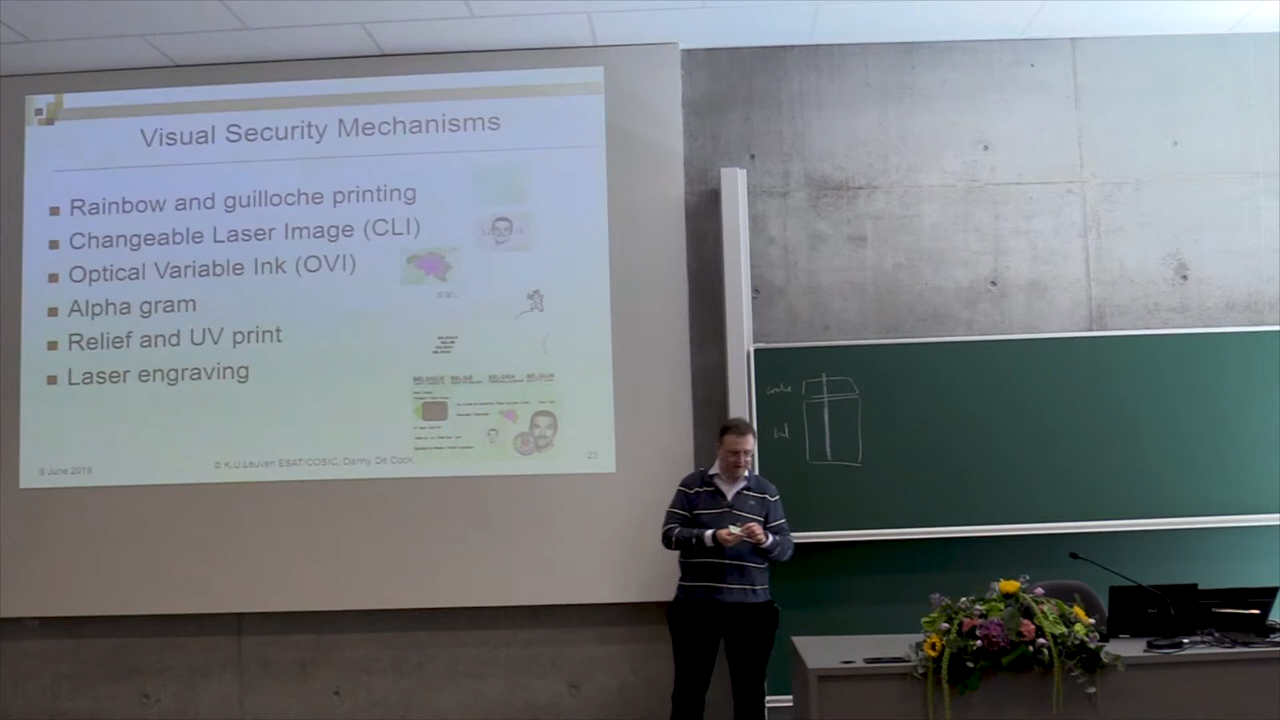 Visual Security Mechanisms
Rainbow and guilloche printing
Changeable Laser Image (CLI)
Optical Variable Ink (OVI)
Alpha gram
Relief and UV print
Laser engraving
BELGIQUE BELGIË BELGIEN BELGIUM
6 June 2016
© K.U.Leuven ESAT/COSIC, Danny De Cock
22